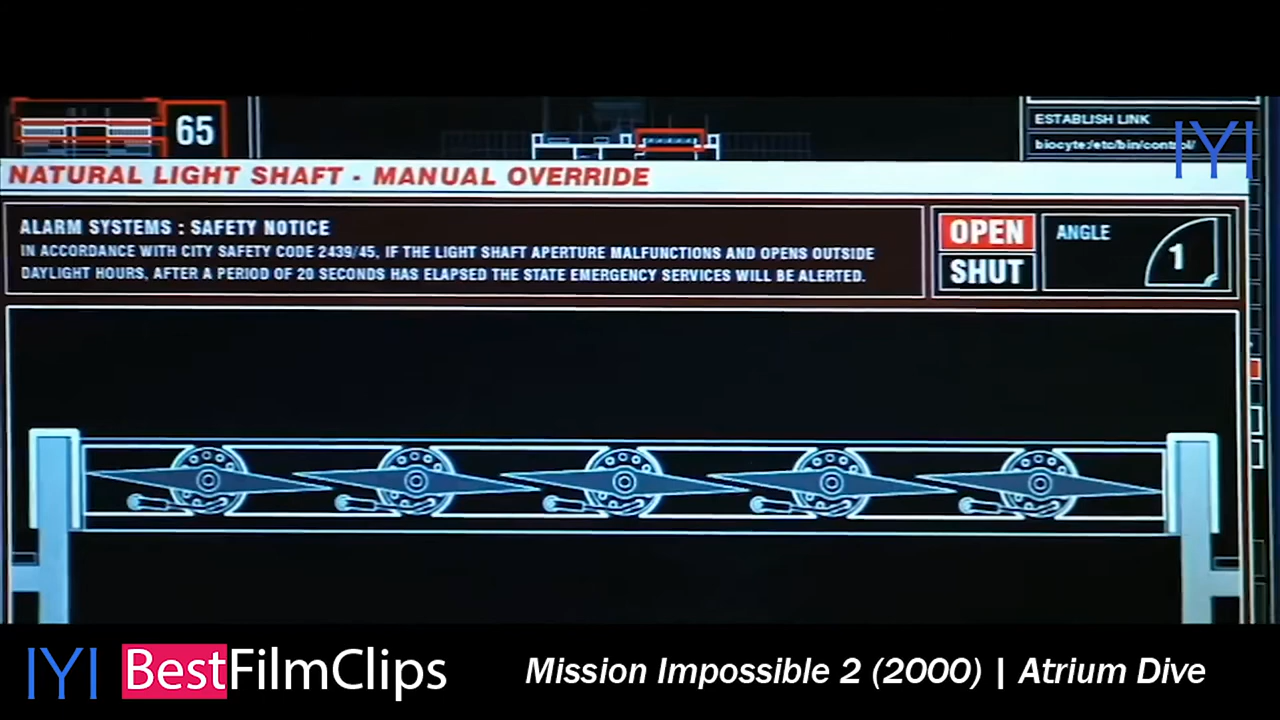 65
ESTABLISH LINK
biocyte:/etc/bin/control/
IYI
NATURAL LIGHT SHAFT - MANUAL OVERRIDE
ALARM SYSTEMS : SAFETY NOTICE
IN ACCORDANCE WITH CITY SAFETY CODE 2439/45, IF THE LIGHT SHAFT APERTURE MALFUNCTIONS AND OPENS OUTSIDE
DAYLIGHT HOURS, AFTER A PERIOD OF 20 SECONDS HAS ELAPSED THE STATE EMERGENCY SERVICES WILL BE ALERTED.
OPEN
SHUT
ANGLE
1
IYI BestFilmClips
Mission Impossible 2 (2000) | Atrium Dive